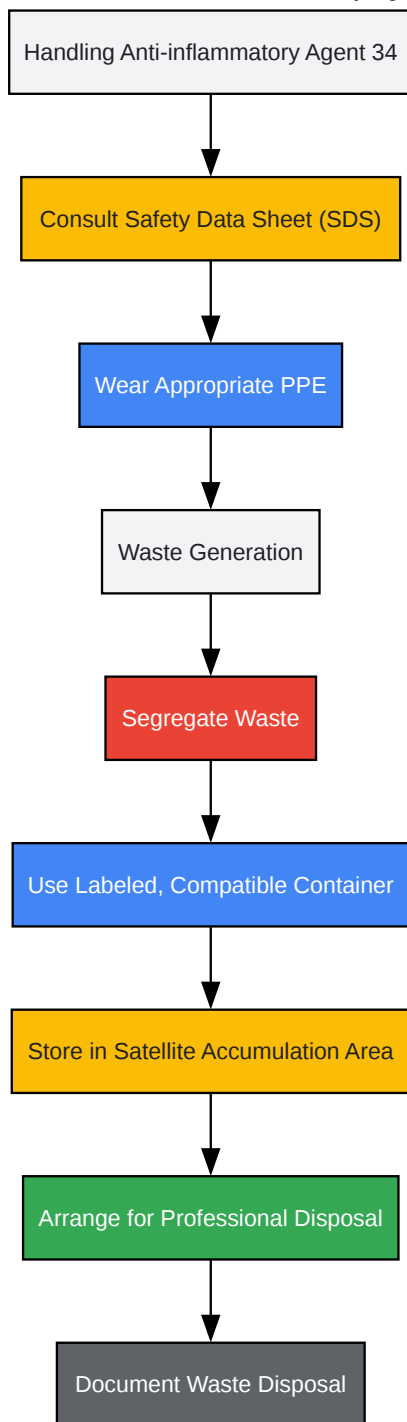 Handling Anti-inflammatory Agent 34
Consult Safety Data Sheet (SDS)
Wear Appropriate PPE
Waste Generation
Segregate Waste
Use Labeled, Compatible Container
Store in Satellite Accumulation Area
Arrange for Professional Disposal
Document Waste Disposal